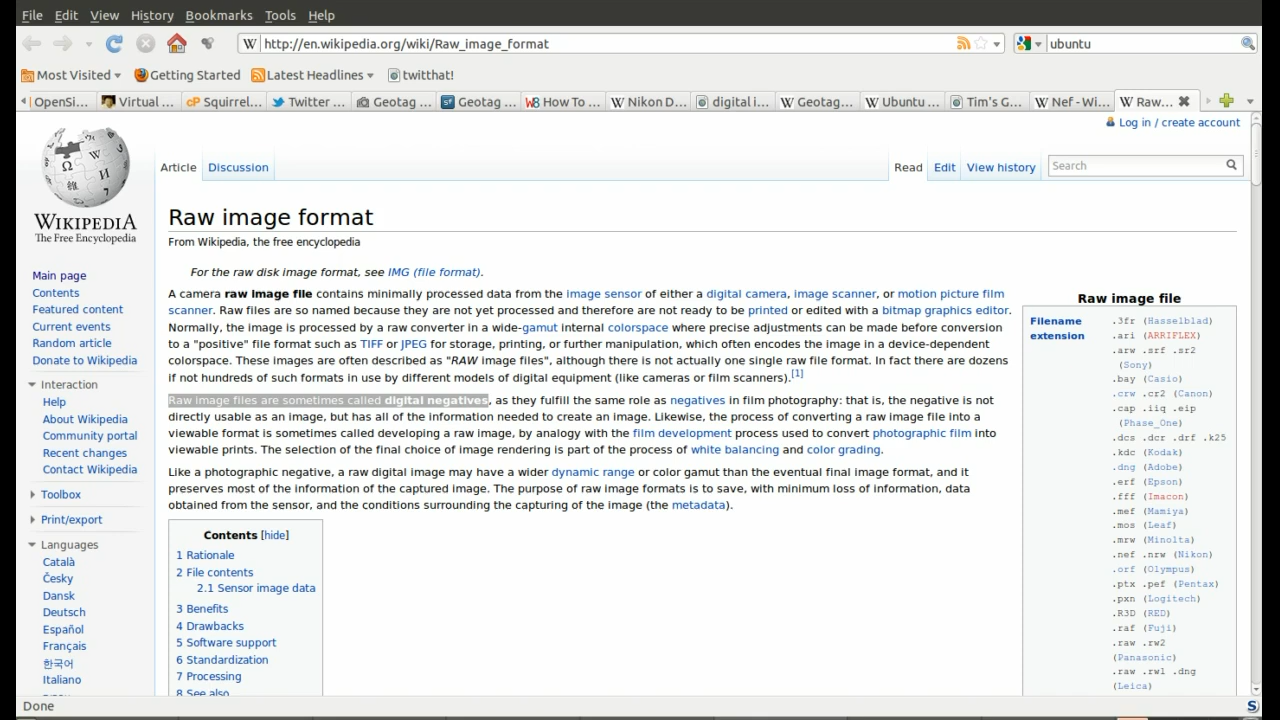 File Edit View History Bookmarks Tools Help
W http://en.wikipedia.org/wiki/Raw_image_format
ubuntu
Most Visited Getting Started Latest Headlines twitthat!
OpenSi... Virtual ... cP Squirrel... Twitter ... Geotag ... sf Geotag ... W8 How To ... W Nikon D... digital i... W Geotag... W Ubuntu ... Tim's G... W Nef - Wi... W Raw...
Log in / create account
Article Discussion Read Edit View history Search
WIKIPEDIA
The Free Encyclopedia
Main page
Contents
Featured content
Current events
Random article
Donate to Wikipedia
Interaction
Help
About Wikipedia
Community portal
Recent changes
Contact Wikipedia
Toolbox
Print/export
Languages
Català
Česky
Dansk
Deutsch
Español
Français
한국어
Italiano
Raw image format
From Wikipedia, the free encyclopedia
For the raw disk image format, see IMG (file format).
A camera raw image file contains minimally processed data from the image sensor of either a digital camera, image scanner, or motion picture film
scanner. Raw files are so named because they are not yet processed and therefore are not ready to be printed or edited with a bitmap graphics editor.
Normally, the image is processed by a raw converter in a wide-gamut internal colorspace where precise adjustments can be made before conversion
to a "positive" file format such as TIFF or JPEG for storage, printing, or further manipulation, which often encodes the image in a device-dependent
colorspace. These images are often described as "RAW image files", although there is not actually one single raw file format. In fact there are dozens
if not hundreds of such formats in use by different models of digital equipment (like cameras or film scanners).[1]
Raw image files are sometimes called digital negatives, as they fulfill the same role as negatives in film photography: that is, the negative is not
directly usable as an image, but has all of the information needed to create an image. Likewise, the process of converting a raw image file into a
viewable format is sometimes called developing a raw image, by analogy with the film development process used to convert photographic film into
viewable prints. The selection of the final choice of image rendering is part of the process of white balancing and color grading.
Like a photographic negative, a raw digital image may have a wider dynamic range or color gamut than the eventual final image format, and it
preserves most of the information of the captured image. The purpose of raw image formats is to save, with minimum loss of information, data
obtained from the sensor, and the conditions surrounding the capturing of the image (the metadata).
Contents [hide]
1 Rationale
2 File contents
2.1 Sensor image data
3 Benefits
4 Drawbacks
5 Software support
6 Standardization
7 Processing
8 See also
Raw image file
Filename
extension
.3fr (Hasselblad)
.ari (ARRIFLEX)
.arw .srf .sr2
(Sony)
.bay (Casio)
.crw .cr2 (Canon)
.cap .iiq .eip
(Phase_One)
.dcs .dcr .drf .k25
.kdc (Kodak)
.dng (Adobe)
.erf (Epson)
.fff (Imacon)
.mef (Mamiya)
.mos (Leaf)
.mrw (Minolta)
.nef .nrw (Nikon)
.orf (Olympus)
.ptx .pef (Pentax)
.pxn (Logitech)
.R3D (RED)
.raf (Fuji)
.raw .rw2
(Panasonic)
.raw .rwl .dng
(Leica)
Done